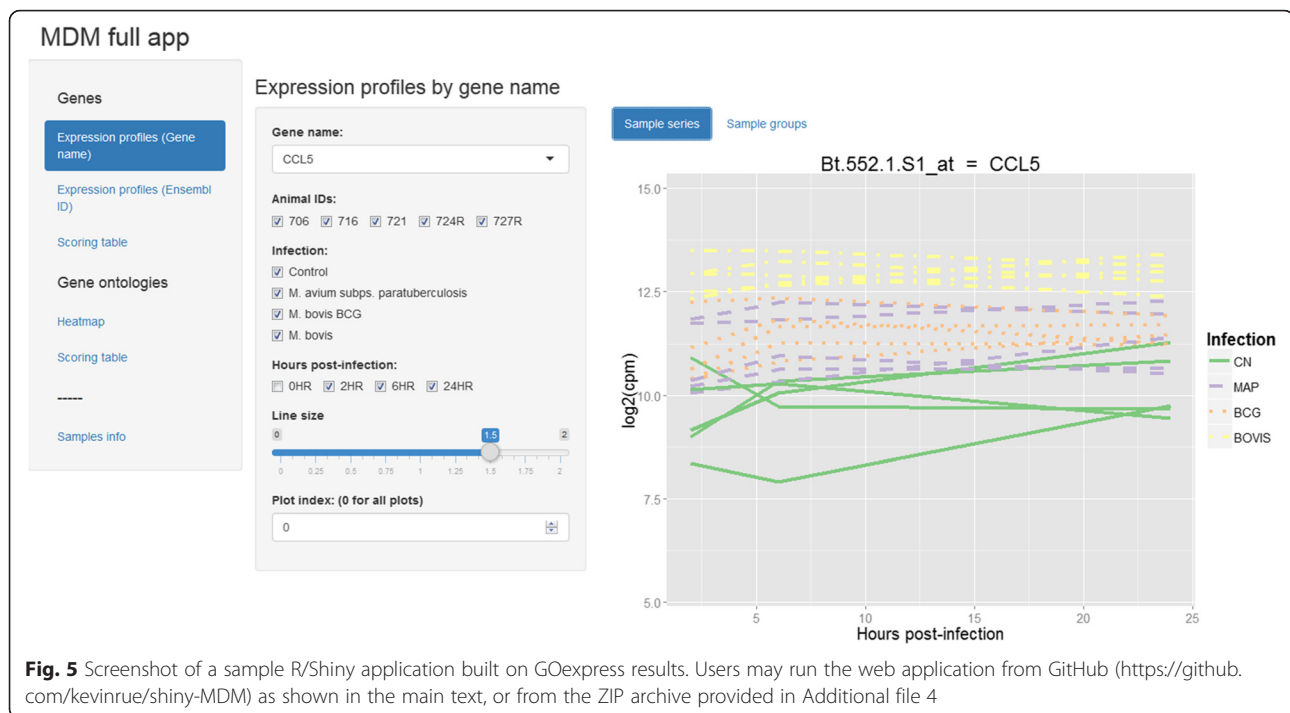 MDM full app
Genes
Expression profiles (Gene
name)
Expression profiles (Ensembl
ID)
Scoring table
Gene ontologies
Heatmap
Scoring table
-----
Samples info
Expression profiles by gene name
Gene name:
CCL5
Animal IDs:
706 716 721 724R 727R
Infection:
Control
M. avium subps. paratuberculosis
M. bovis BCG
M. bovis
Hours post-infection:
0HR 2HR 6HR 24HR
Line size
0 1.5 2
0 0.25 0.5 0.75 1 1.25 1.5 1.75 2
Plot index: (0 for all plots)
0
Sample series Sample groups
Bt.552.1.S1_at = CCL5
15.0
12.5
10.0
7.5
5.0
log2(cpm)
5 10 15 20 25
Hours post-infection
Infection
CN
MAP
BCG
BOVIS
Fig. 5 Screenshot of a sample R/Shiny application built on GOexpress results. Users may run the web application from GitHub (https://github.
com/kevinrue/shiny-MDM) as shown in the main text, or from the ZIP archive provided in Additional file 4